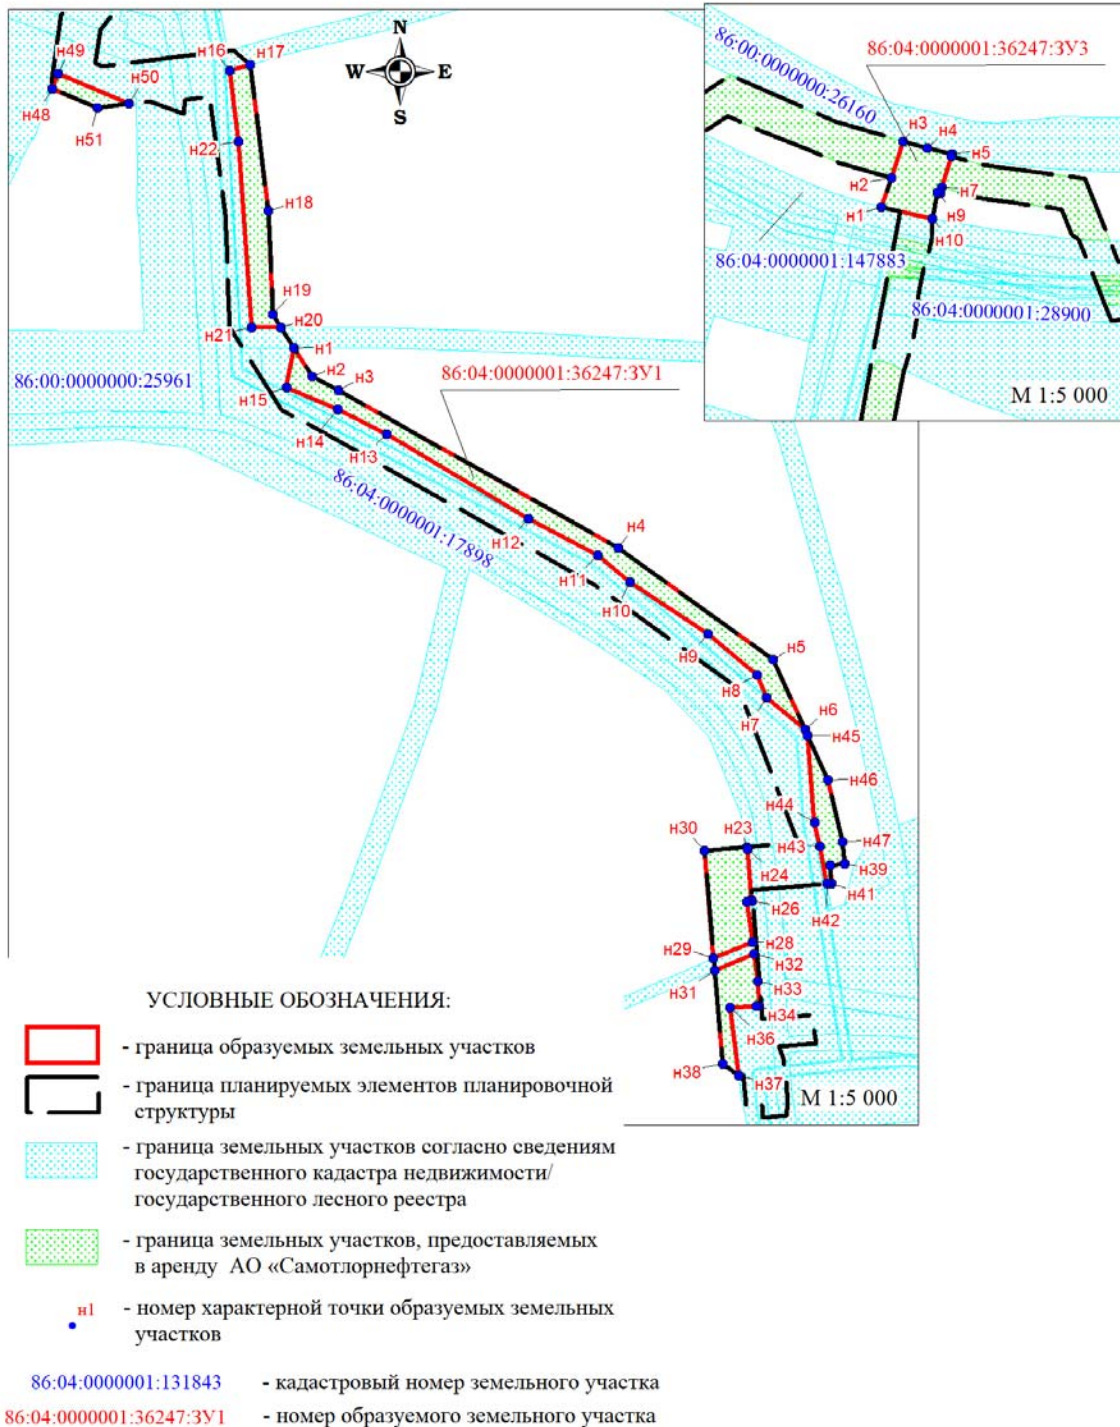 н49
н16
н17
N
W
E
S
н50
н48
н51
н22
н18
н19
н21
н20
н1
н2
н3
86:04:0000001:36247:ЗУ1
86:00:0000000:25961
н15
н14
н13
86:04:0000001:17898
н12
н4
н11
н10
н9
н5
н8
н7
н6
н45
н46
н44
н30
н23
н43
н47
н24
н39
н41
н26
н42
н28
н29
н32
н31
н33
н34
н36
н38
н37
М 1:5 000
86:04:0000001:36247:ЗУ3
86:00:0000000:26160
н3
н4
н5
н2
н7
н1
н9
н10
86:04:0000001:147883
86:04:0000001:28900
М 1:5 000
УСЛОВНЫЕ ОБОЗНАЧЕНИЯ:
- граница образуемых земельных участков
- граница планируемых элементов планировочной
структуры
- граница земельных участков согласно сведениям
государственного кадастра недвижимости/
государственного лесного реестра
- граница земельных участков, предоставляемых
в аренду АО «Самотлорнефтегаз»
н1
- номер характерной точки образуемых земельных
участков
86:04:0000001:131843 - кадастровый номер земельного участка
86:04:0000001:36247:ЗУ1 - номер образуемого земельного участка